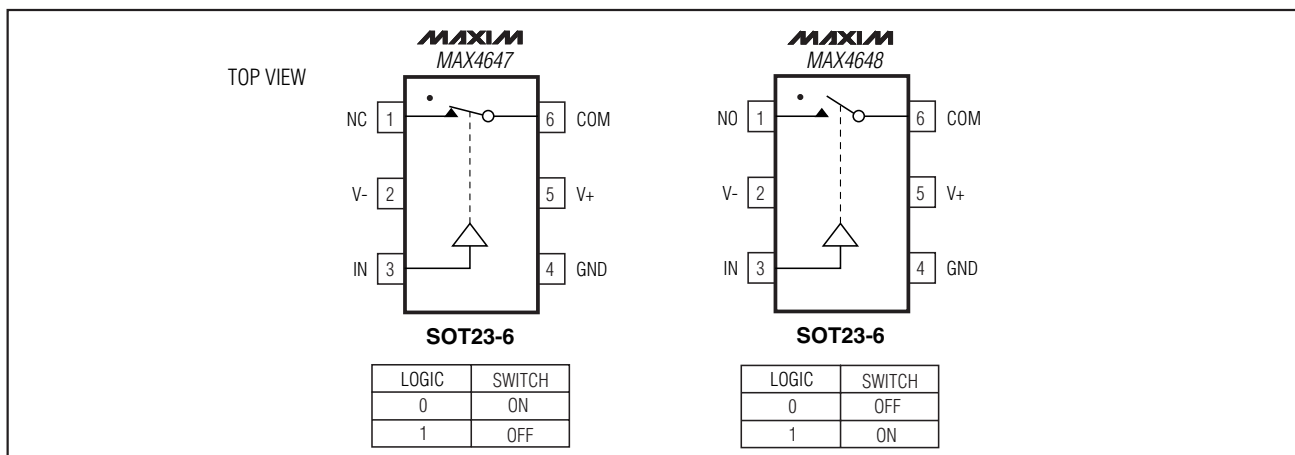 TOP VIEW
MAXIM
MAX4647
NC 1 6 COM
V- 2 5 V+
IN 3 4 GND
SOT23-6
LOGIC SWITCH
0 ON
1 OFF
MAXIM
MAX4648
NO 1 6 COM
V- 2 5 V+
IN 3 4 GND
SOT23-6
LOGIC SWITCH
0 OFF
1 ON